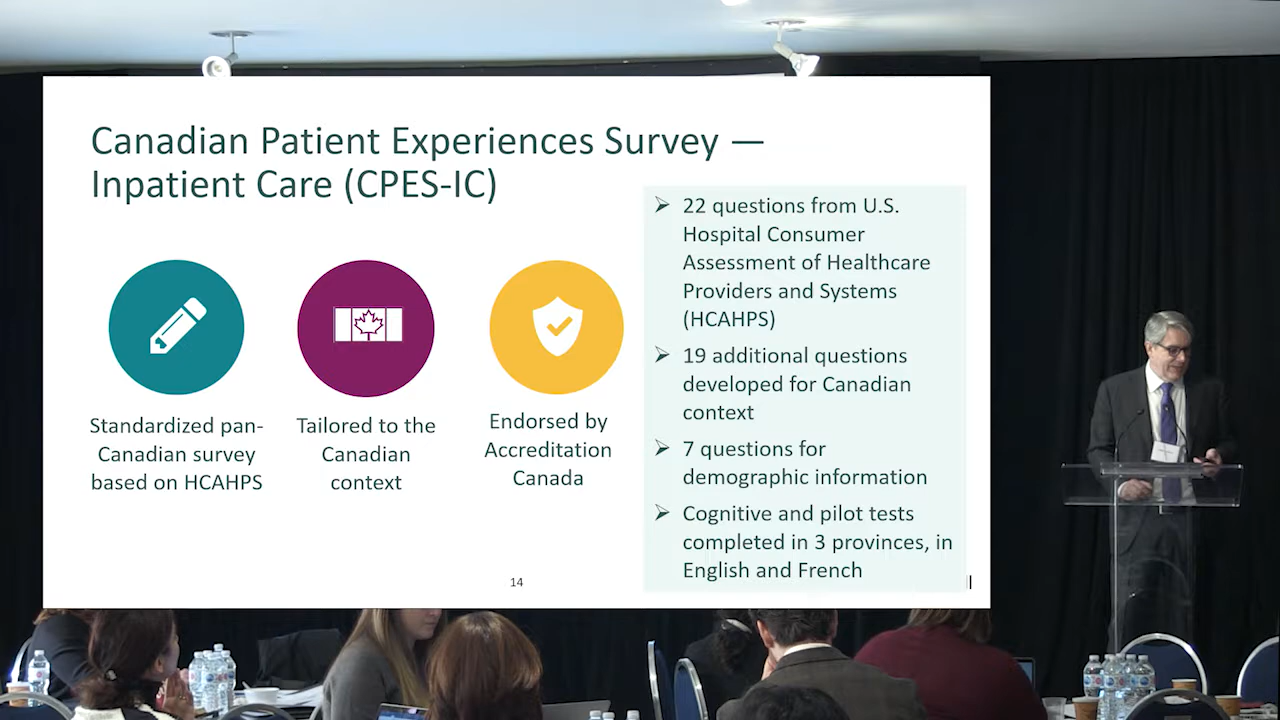 Canadian Patient Experiences Survey —
Inpatient Care (CPES-IC)
Standardized pan-
Canadian survey
based on HCAHPS
Tailored to the
Canadian
context
Endorsed by
Accreditation
Canada
22 questions from U.S.
Hospital Consumer
Assessment of Healthcare
Providers and Systems
(HCAHPS)
19 additional questions
developed for Canadian
context
7 questions for
demographic information
Cognitive and pilot tests
completed in 3 provinces, in
English and French
14